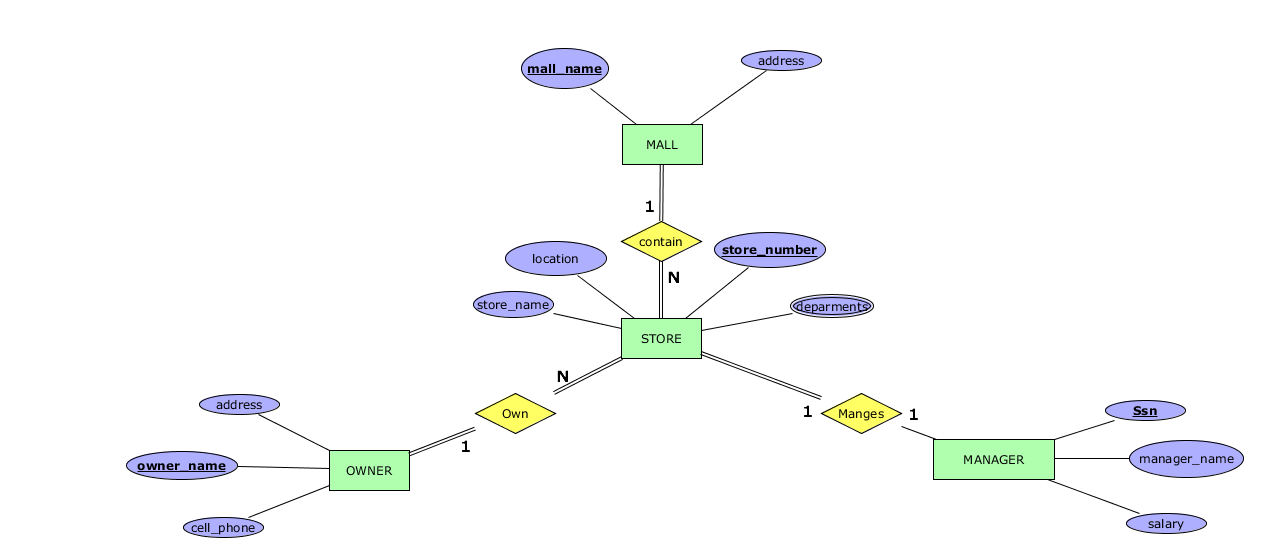 mall_name
address
MALL
1
contain
store_number
location
N
store_name
deparments
STORE
N
address
Own
1
Manges
1
Ssn
1
owner_name
OWNER
MANAGER
manager_name
cell_phone
salary